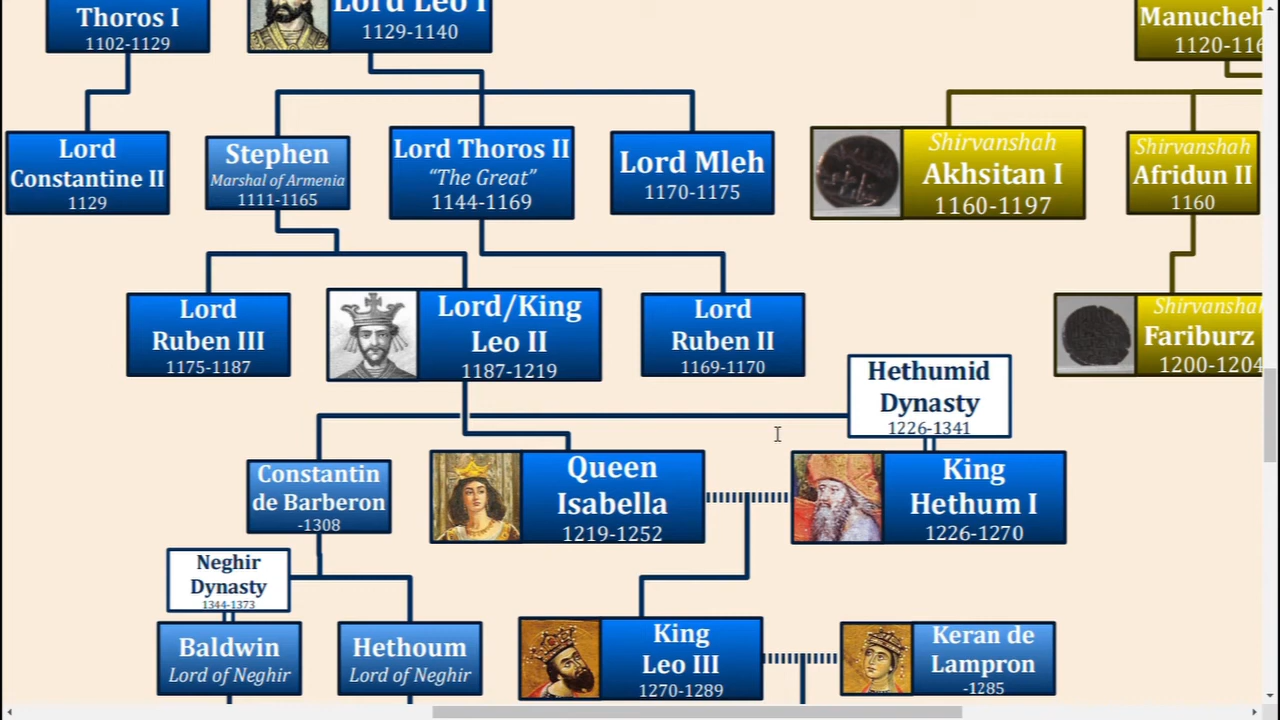 Thoros I
1102-1129
Lord Leo I
1129-1140
1120-116
Lord
Constantine II
1129
Stephen
Marshal of Armenia
1111-1165
Lord Thoros II
“The Great”
1144-1169
Lord Mleh
1170-1175
Shirvanshah
Akhsitan I
1160-1197
Shirvanshah
Afridun II
1160
Lord
Ruben III
1175-1187
Lord/King
Leo II
1187-1219
Lord
Ruben II
1169-1170
Fariburz
1200-1204
Hethumid
Dynasty
1226-1341
Constantin
de Barberon
-1308
Queen
Isabella
1219-1252
King
Hethum I
1226-1270
Neghir
Dynasty
1344-1373
Baldwin
Lord of Neghir
Hethoum
Lord of Neghir
King
Leo III
1270-1289
Keran de
Lampron
-1285